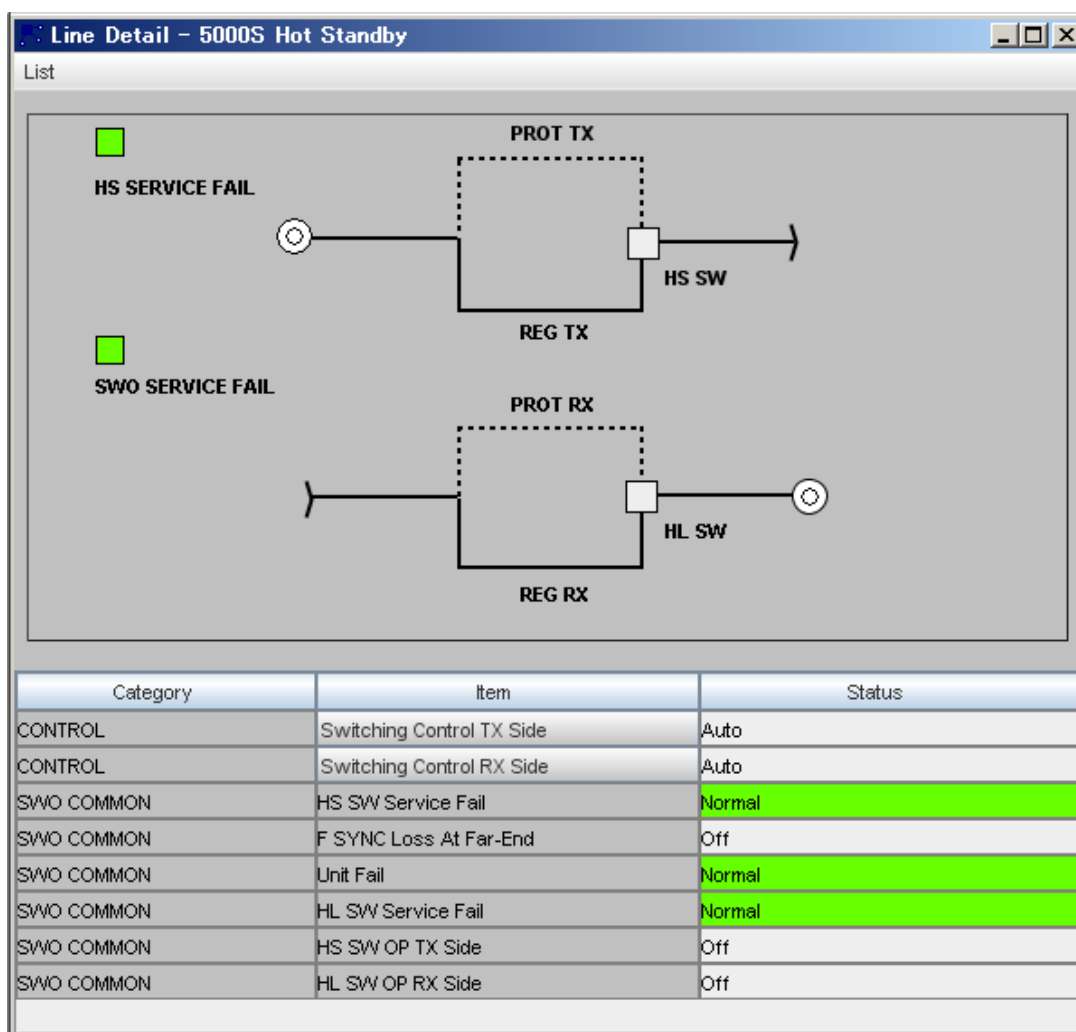 Line Detail - 5000S Hot Standby
List
PROT TX
HS SERVICE FAIL
HS SW
REG TX
SWO SERVICE FAIL
PROT RX
HL SW
REG RX
Category Item Status
CONTROL Switching Control TX Side Auto
CONTROL Switching Control RX Side Auto
SWO COMMON HS SW Service Fail Normal
SWO COMMON F SYNC Loss At Far-End Off
SWO COMMON Unit Fail Normal
SWO COMMON HL SW Service Fail Normal
SWO COMMON HS SW OP TX Side Off
SWO COMMON HL SW OP RX Side Off